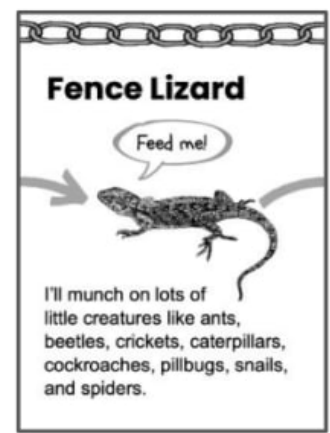 Fence Lizard
Feed me!
I'll munch on lots of
little creatures like ants,
beetles, crickets, caterpillars,
cockroaches, pillbugs, snails,
and spiders.